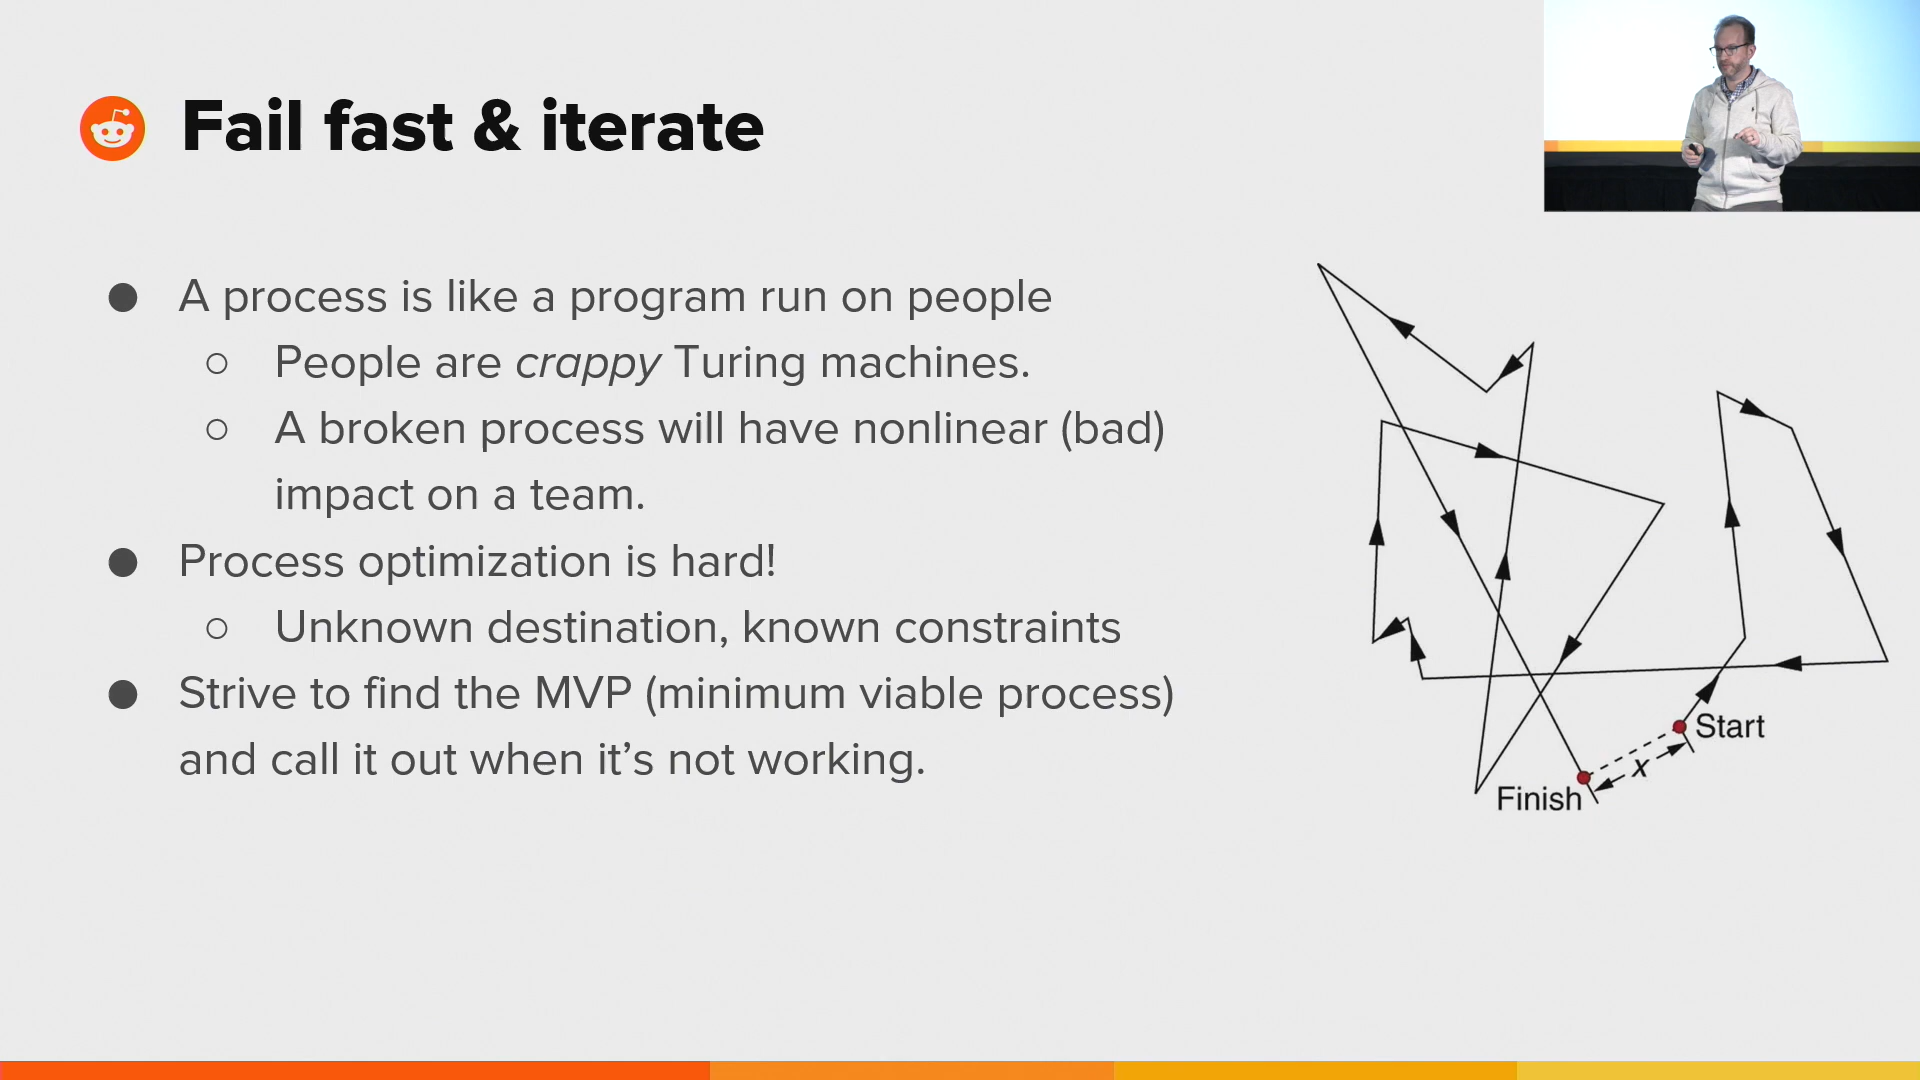 Fail fast & iterate
● A process is like a program run on people
○ People are crappy Turing machines.
○ A broken process will have nonlinear (bad)
impact on a team.
● Process optimization is hard!
○ Unknown destination, known constraints
● Strive to find the MVP (minimum viable process)
and call it out when it’s not working.
Start
x
Finish